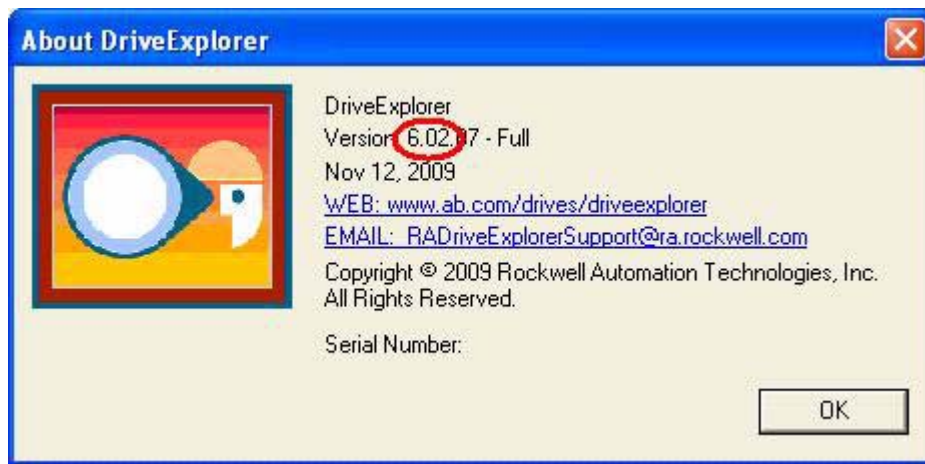 About DriveExplorer
DriveExplorer
Version 6.02.07 - Full
Nov 12, 2009
WEB: www.ab.com/drives/driveexplorer
EMAIL: RADriveExplorerSupport@ra.rockwell.com
Copyright © 2009 Rockwell Automation Technologies, Inc.
All Rights Reserved.
Serial Number:
OK